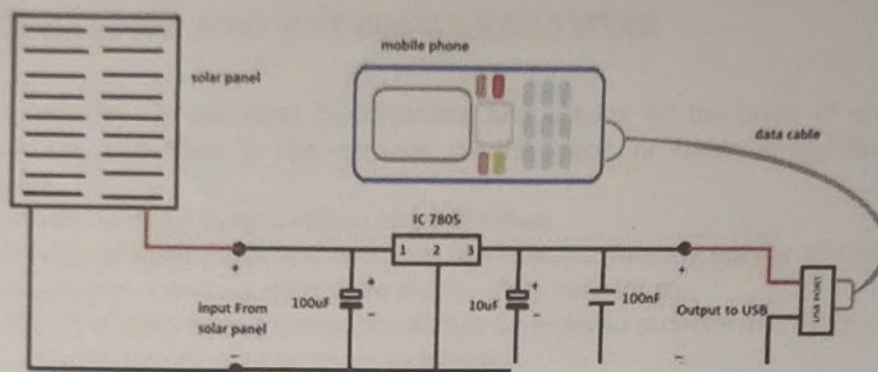 mobile phone
solar panel
data cable
IC 7805
1 2 3
+
+
+
+
100uF
10uF
100nF
input From
solar panel
Output to USB
USB PORT
-
-
-
-